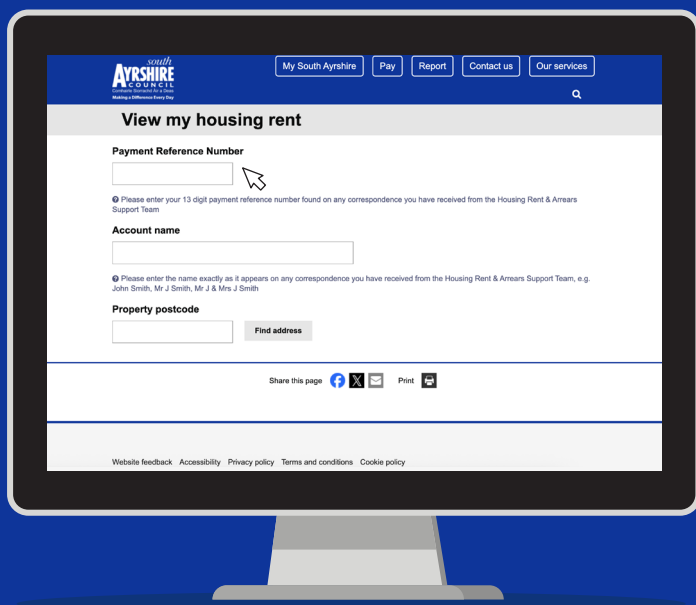 south
AYRSHIRE
COUNCIL
Comhairle Siorrachd Àir a Deas
Making a Difference Every Day
My South Ayrshire
Pay
Report
Contact us
Our services
View my housing rent
Payment Reference Number
Please enter your 13 digit payment reference number found on any correspondence you have received from the Housing Rent & Arrears
Support Team
Account name
Please enter the name exactly as it appears on any correspondence you have received from the Housing Rent & Arrears Support Team, e.g.
John Smith, Mr J Smith, Mr J & Mrs J Smith
Property postcode
Find address
Share this page
Print
Website feedback Accessibility Privacy policy Terms and conditions Cookie policy